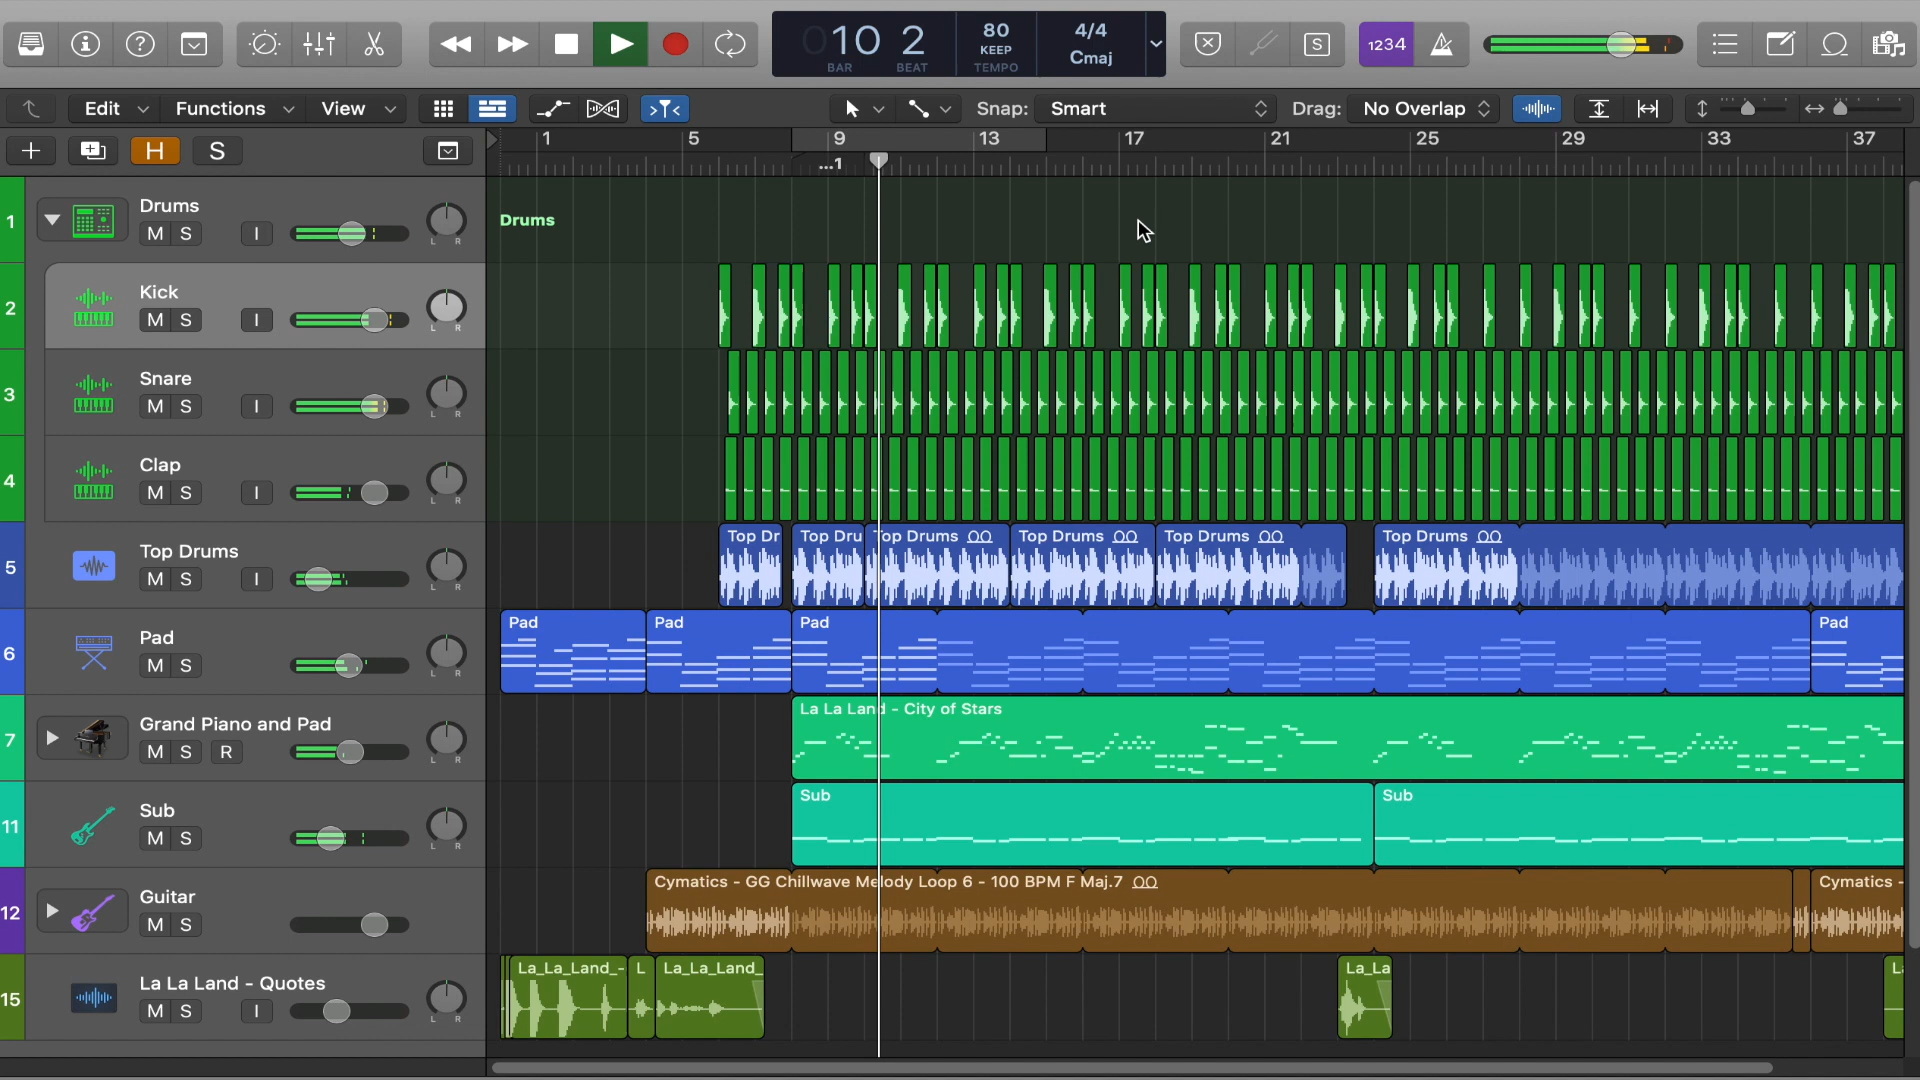 010 2
BAR BEAT
80
KEEP
TEMPO
4/4
Cmaj
S
1234
Edit
Functions
View
Snap: Smart
Drag: No Overlap
H S
1 5 9 13 17 21 25 29 33 37
...1
1
Drums
M S I
L R
Drums
2
Kick
M S I
L R
3
Snare
M S I
L R
4
Clap
M S I
L R
5
Top Drums
M S I
L R
Top Dr
Top Dru
Top Drums
Top Drums
Top Drums
Top Drums
6
Pad
M S
L R
Pad
Pad
Pad
Pad
7
Grand Piano and Pad
M S R
L R
La La Land - City of Stars
11
Sub
M S
L R
Sub
Sub
12
Guitar
M S
Cymatics - GG Chillwave Melody Loop 6 - 100 BPM F Maj.7
Cymatics -
15
La La Land - Quotes
M S I
L R
La_La_Land_-
L
La_La_Land_
La_La
L